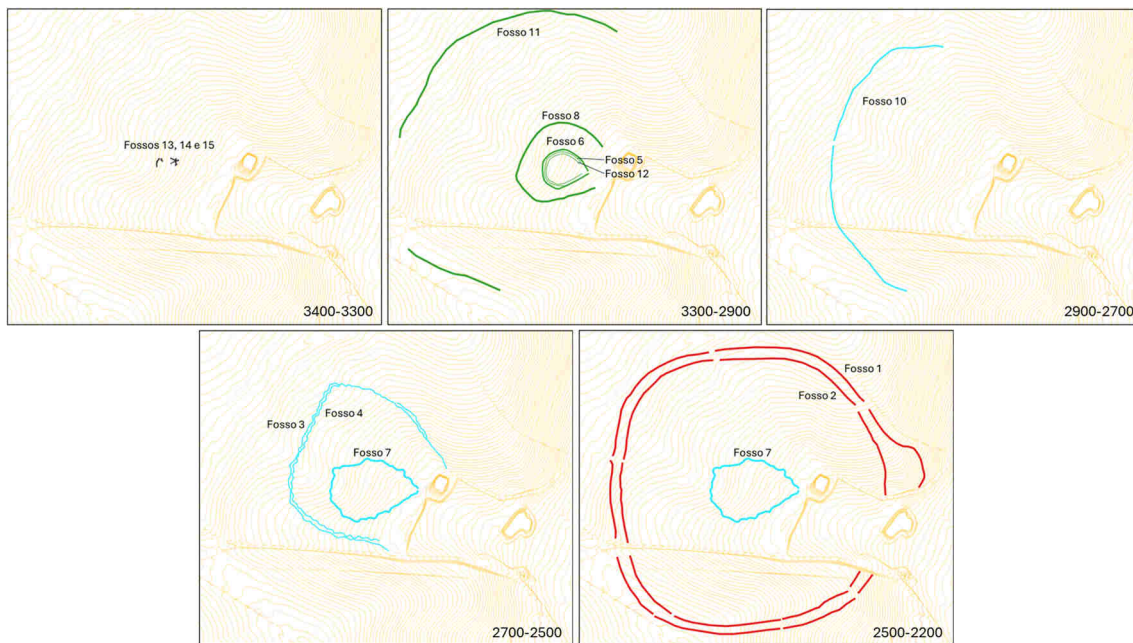 Fossos 13, 14 e 15
3400-3300
Fosso 11
Fosso 8
Fosso 6
Fosso 5
Fosso 12
3300-2900
Fosso 10
2900-2700
Fosso 4
Fosso 3
Fosso 7
2700-2500
Fosso 1
Fosso 2
Fosso 7
2500-2200